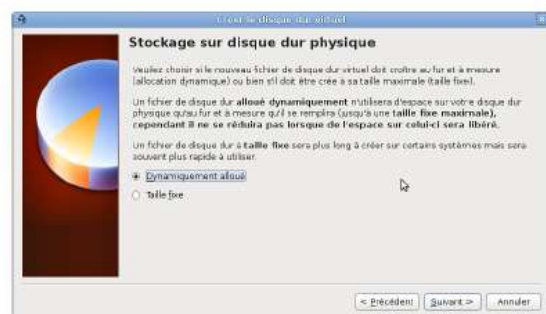 Créer le disque dur virtuel
Stockage sur disque dur physique
Veuillez choisir si le nouveau fichier de disque dur virtuel doit croître au fur et à mesure
(allocation dynamique) ou bien s'il doit être créé à sa taille maximale (taille fixe).
Un fichier de disque dur alloué dynamiquement n'utilisera d'espace sur votre disque dur
physique qu'au fur et à mesure qu'il se remplira (jusqu'à une taille fixe maximale),
cependant il ne se réduira pas lorsque de l'espace sur celui-ci sera libéré.
Un fichier de disque dur à taille fixe sera plus long à créer sur certains systèmes mais sera
souvent plus rapide à utiliser.
Dynamiquement alloué
Taille fixe
< Précédent
Suivant >
Annuler